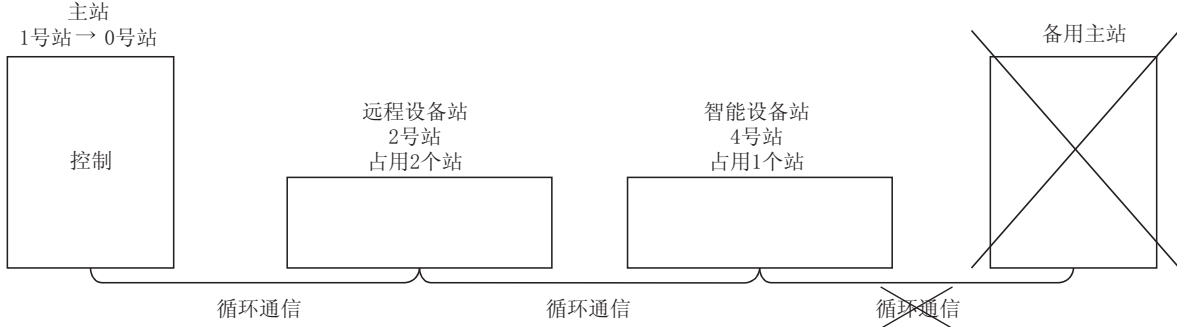 主站
1号站→ 0号站
控制
远程设备站
2号站
占用2个站
智能设备站
4号站
占用1个站
备用主站
循环通信
循环通信
循环通信